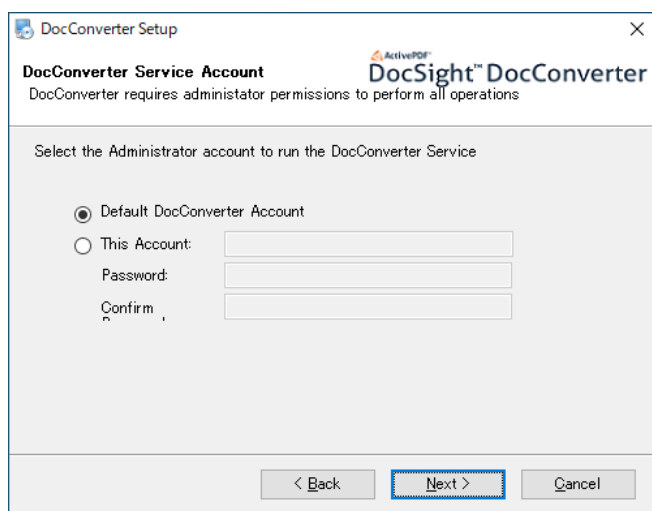 DocConverter Setup
ActivePDF
DocSight™ DocConverter
DocConverter Service Account
DocConverter requires administator permissions to perform all operations
Select the Administrator account to run the DocConverter Service
Default DocConverter Account
This Account:
Password:
Confirm
< Back
Next >
Cancel